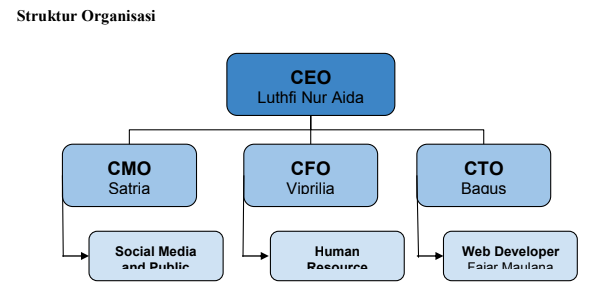 Struktur Organisasi
CEO
Luthfi Nur Aida
CMO
Satria
CFO
Viprilia
CTO
Bagus
Social Media
and Public
Human
Resource
Web Developer
Fajar Maulana